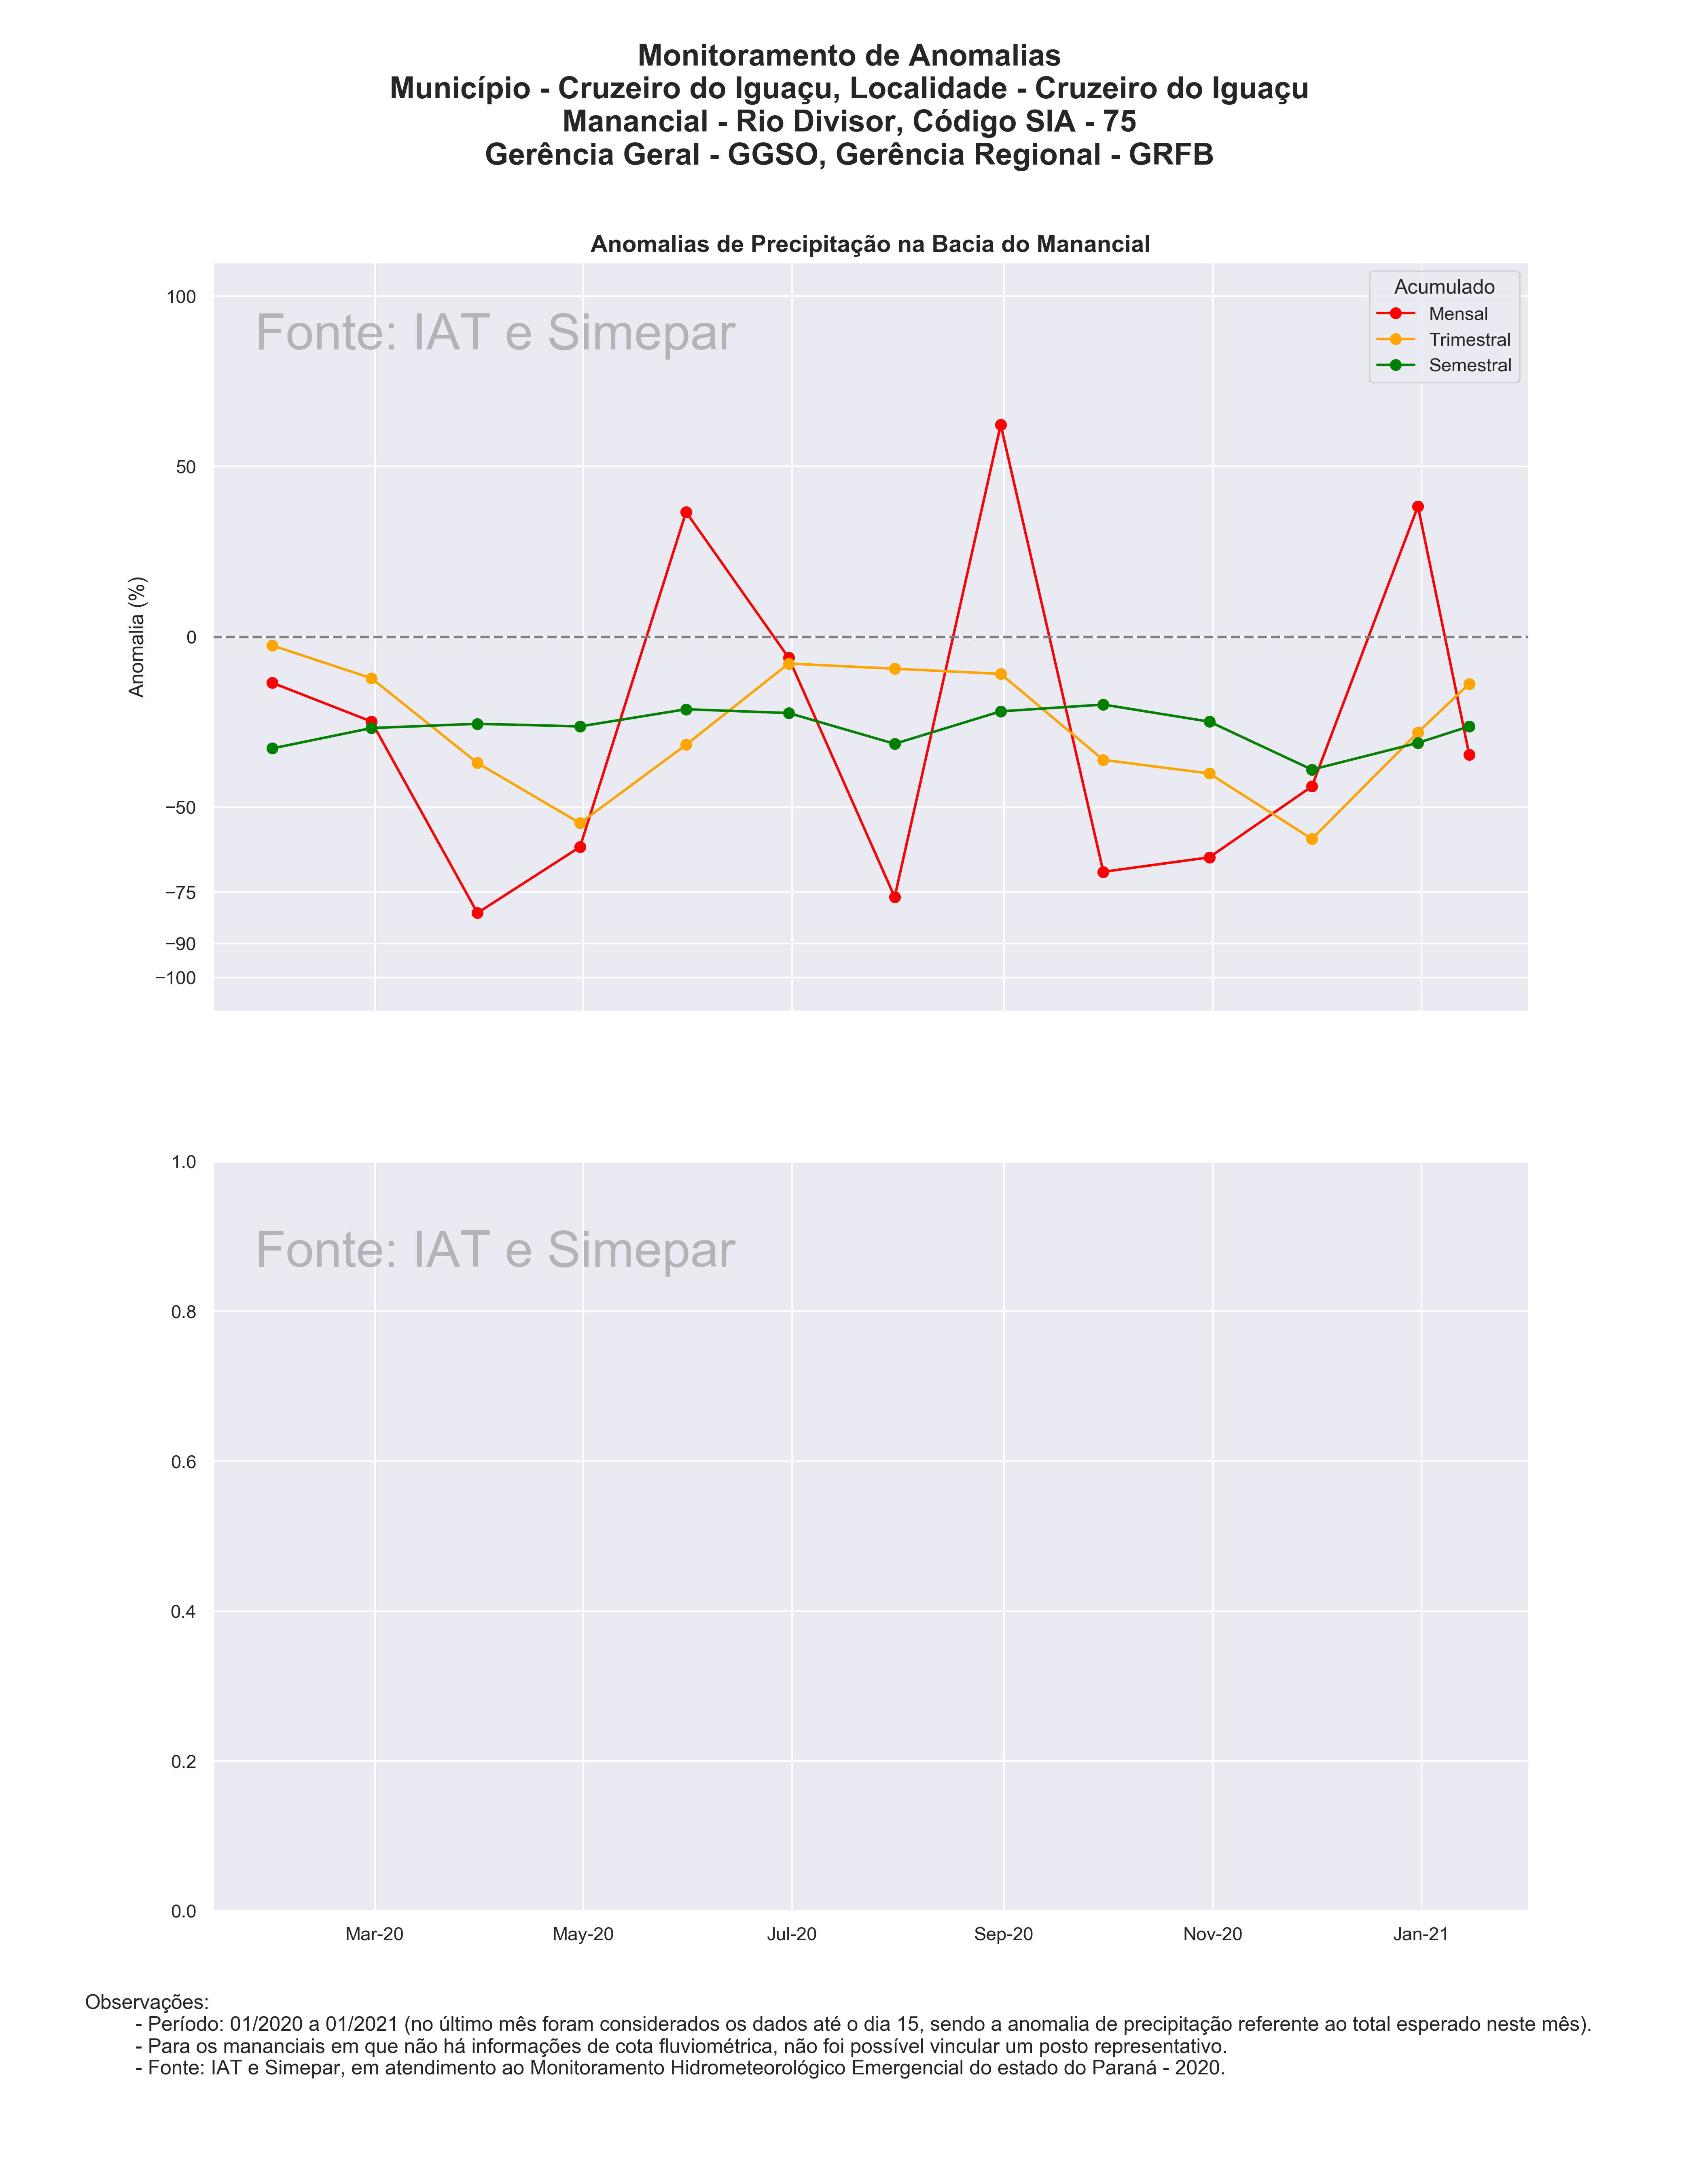 Monitoramento de Anomalias
Município - Cruzeiro do Iguaçu, Localidade - Cruzeiro do Iguaçu
Manancial - Rio Divisor, Código SIA - 75
Gerência Geral - GGSO, Gerência Regional - GRFB
Anomalias de Precipitação na Bacia do Manancial
Fonte: IAT e Simepar
Acumulado
Mensal
Trimestral
Semestral
Anomalia (%)
100
50
0
−50
−75
−90
−100
Fonte: IAT e Simepar
1.0
0.8
0.6
0.4
0.2
0.0
Mar-20 May-20 Jul-20 Sep-20 Nov-20 Jan-21
Observações:
- Período: 01/2020 a 01/2021 (no último mês foram considerados os dados até o dia 15, sendo a anomalia de precipitação referente ao total esperado neste mês).
- Para os mananciais em que não há informações de cota fluviométrica, não foi possível vincular um posto representativo.
- Fonte: IAT e Simepar, em atendimento ao Monitoramento Hidrometeorológico Emergencial do estado do Paraná - 2020.